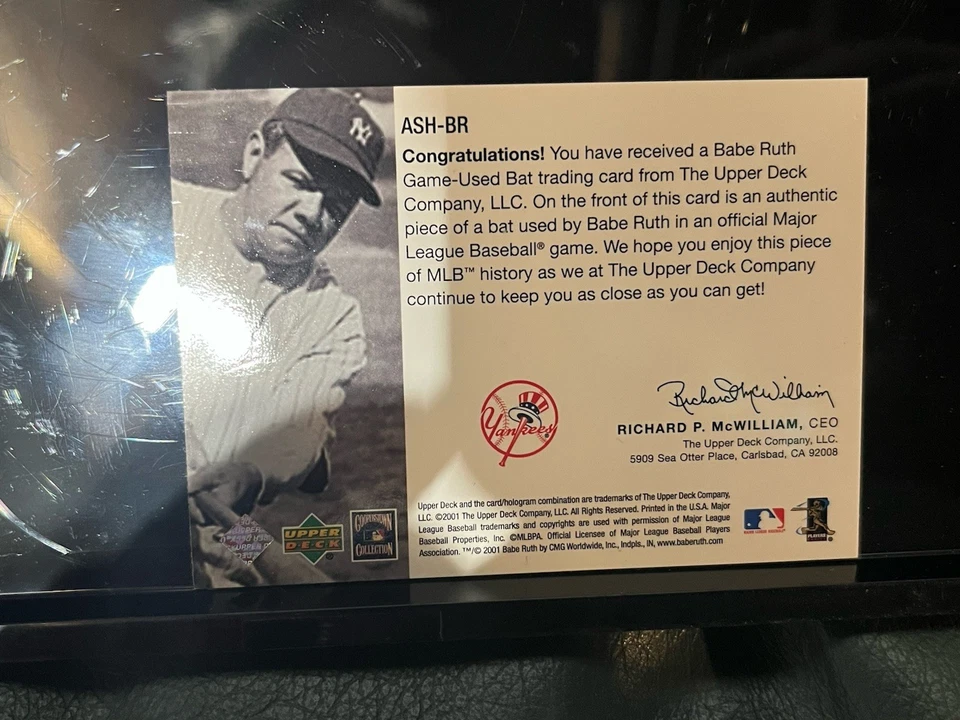 ASH-BR
Congratulations! You have received a Babe Ruth
Game-Used Bat trading card from The Upper Deck
Company, LLC. On the front of this card is an authentic
piece of a bat used by Babe Ruth in an official Major
League Baseball® game. We hope you enjoy this piece
of MLB™ history as we at The Upper Deck Company
continue to keep you as close as you can get!
NY
Yankees
Richard McWilliam
RICHARD P. McWILLIAM, CEO
The Upper Deck Company, LLC.
5909 Sea Otter Place, Carlsbad, CA 92008
Upper Deck and the card/hologram combination are trademarks of The Upper Deck Company,
LLC. ©2001 The Upper Deck Company, LLC. All Rights Reserved. Printed in the U.S.A. Major
League Baseball trademarks and copyrights are used with permission of Major League
Baseball Properties, Inc. ©MLBPA. Official Licensee of Major League Baseball Players
Association. ™/© 2001 Babe Ruth by CMG Worldwide, Inc., Indpls., IN, www.baberuth.com
UPPER
DECK
COOPERSTOWN
COLLECTION
PLAYERS